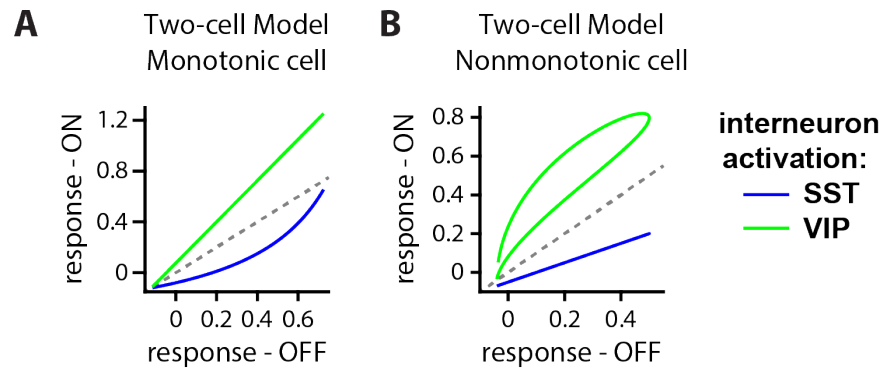 A
Two-cell Model
Monotonic cell
1.2
0.8
0.4
0
response - ON
0 0.2 0.4 0.6
response - OFF
B
Two-cell Model
Nonmonotonic cell
0.8
0.6
0.4
0.2
0
response - ON
0 0.2 0.4
response - OFF
interneuron
activation:
SST
VIP